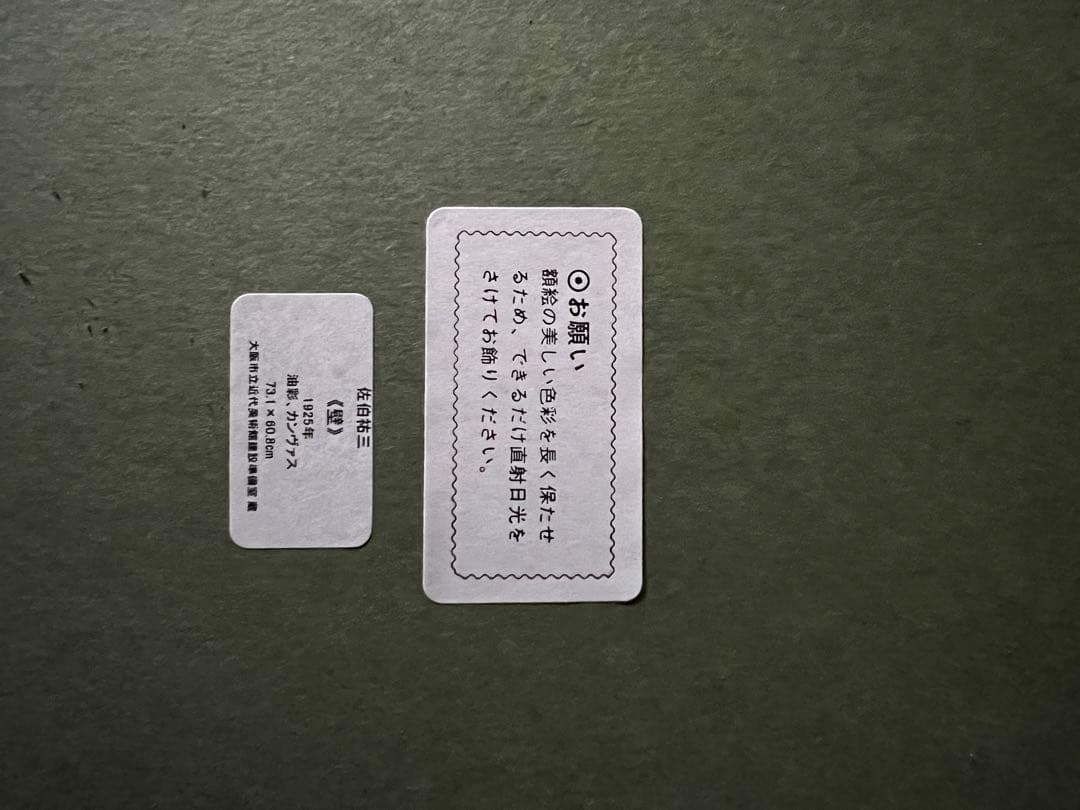 ◉お願い
額絵の美しい色彩を長く保たせ
るため、できるだけ直射日光を
さけてお飾りください。
佐伯祐三
《壁》
1925年
油彩、カンヴァス
73.1×60.8cm
大阪市立近代美術館建設準備室 蔵